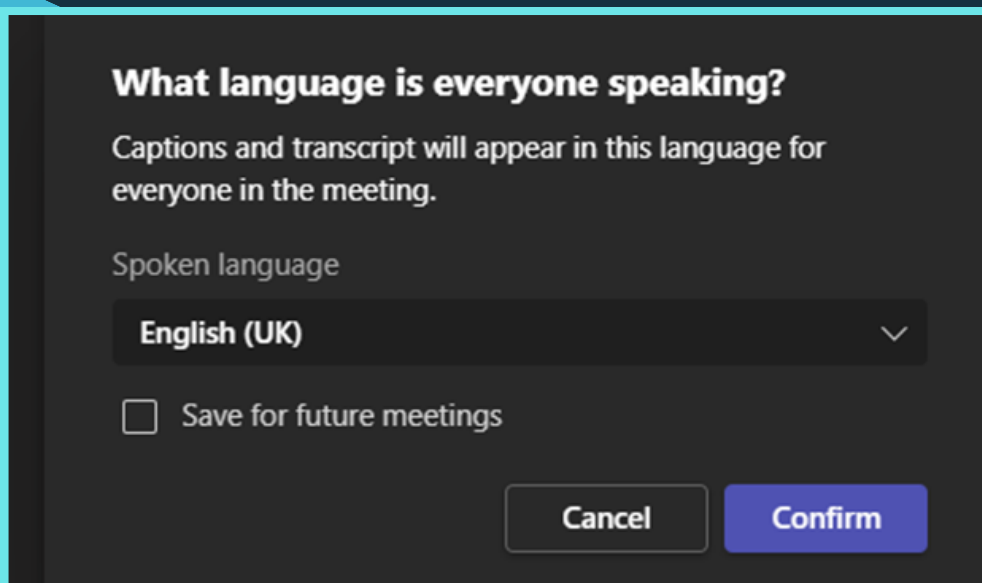 What language is everyone speaking?
Captions and transcript will appear in this language for
everyone in the meeting.
Spoken language
English (UK)
Save for future meetings
Cancel
Confirm